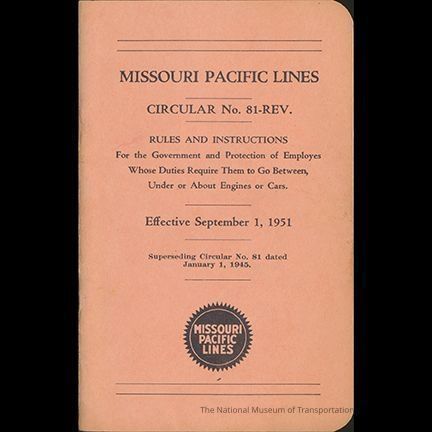 MISSOURI PACIFIC LINES
CIRCULAR No. 81-REV.
RULES AND INSTRUCTIONS
For the Government and Protection of Employes
Whose Duties Require Them to Go Between,
Under or About Engines or Cars.
Effective September 1, 1951
Superseding Circular No. 81 dated
January 1, 1945.
MISSOURI
PACIFIC
LINES
The National Museum of Transportation